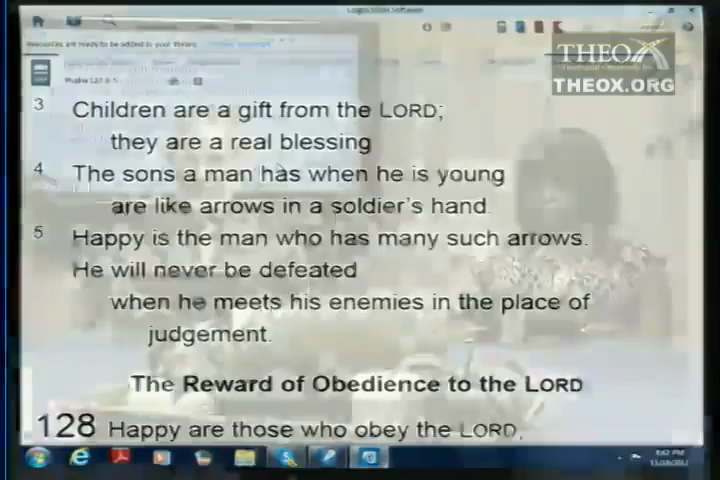 THEOX
THEOX.ORG
3 Children are a gift from the LORD;
they are a real blessing
4 The sons a man has when he is young
are like arrows in a soldier's hand.
5 Happy is the man who has many such arrows.
He will never be defeated
when he meets his enemies in the place of
judgement.
The Reward of Obedience to the LORD
128 Happy are those who obey the LORD,